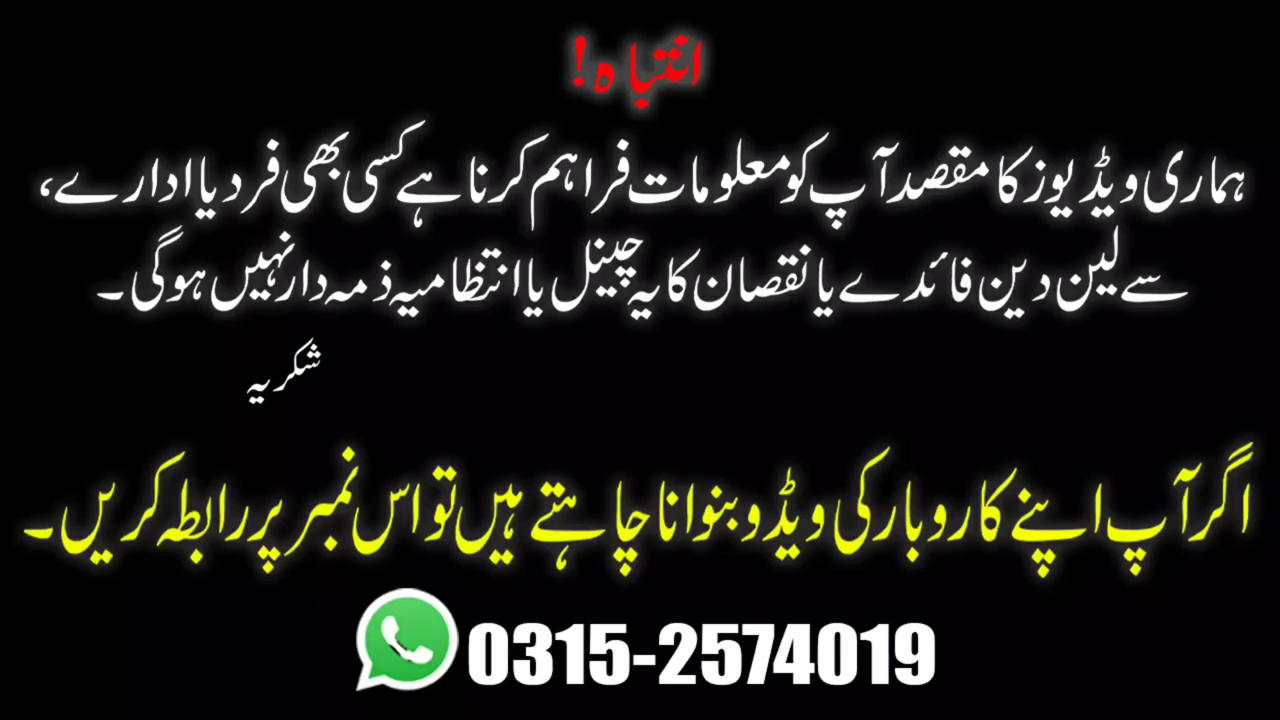 انتباہ!
ہماری ویڈیوز کا مقصد آپ کو معلومات فراہم کرنا ہے کسی بھی فرد یا ادارے،
سے لین دین فائدے یا نقصان کا یہ چینل یا انتظامیہ ذمہ دار نہیں ہوگی۔
شکریہ
اگر آپ اپنے کاروبار کی ویڈو بنوانا چاہتے ہیں تو اس نمبر پر رابطہ کریں۔
0315-2574019